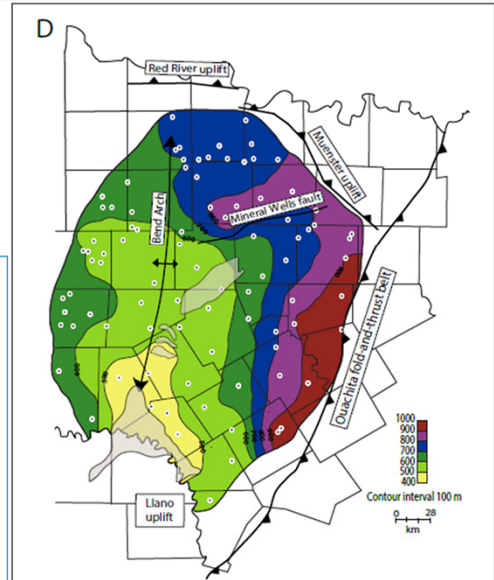 D
Red River uplift
Muenster uplift
Mineral Wells fault
Bend Arch
Ouachita fold-and-thrust belt
Llano
uplift
1000
900
800
700
600
500
400
Contour interval 100 m
0 28
km